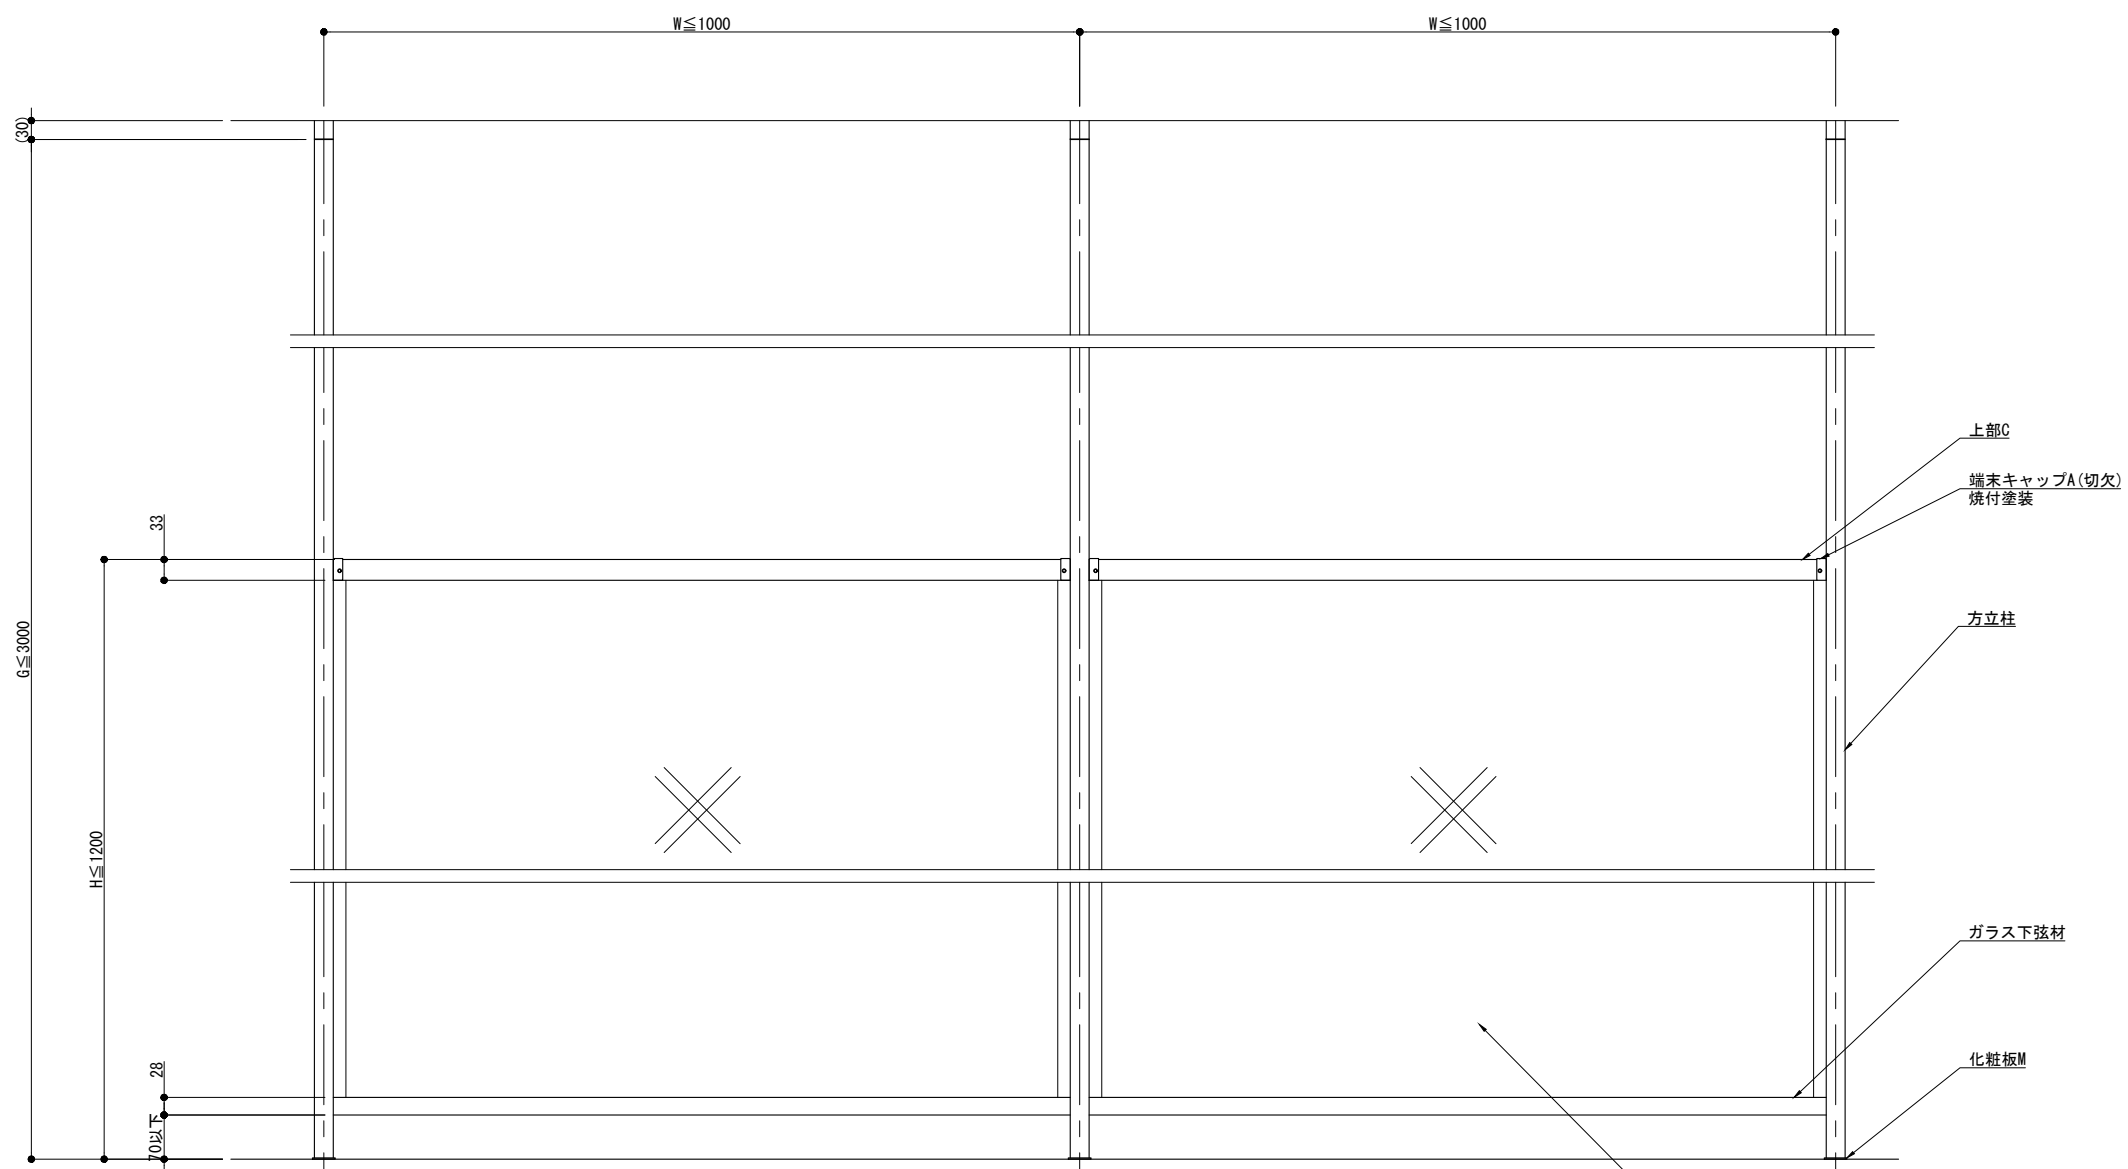 W≦1000
W≦1000
(30)
上部C
端末キャップA(切欠)
焼付塗装
33
方立柱
G≦3000
H≦1200
ガラス下弦材
28
化粧板M
70以下